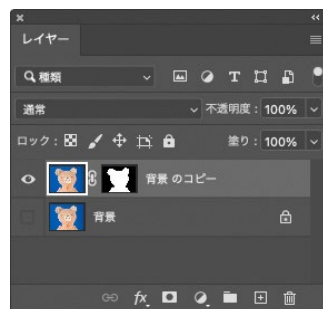 レイヤー
種類
通常 不透明度: 100%
ロック: 塗り: 100%
背景 のコピー
背景
fx